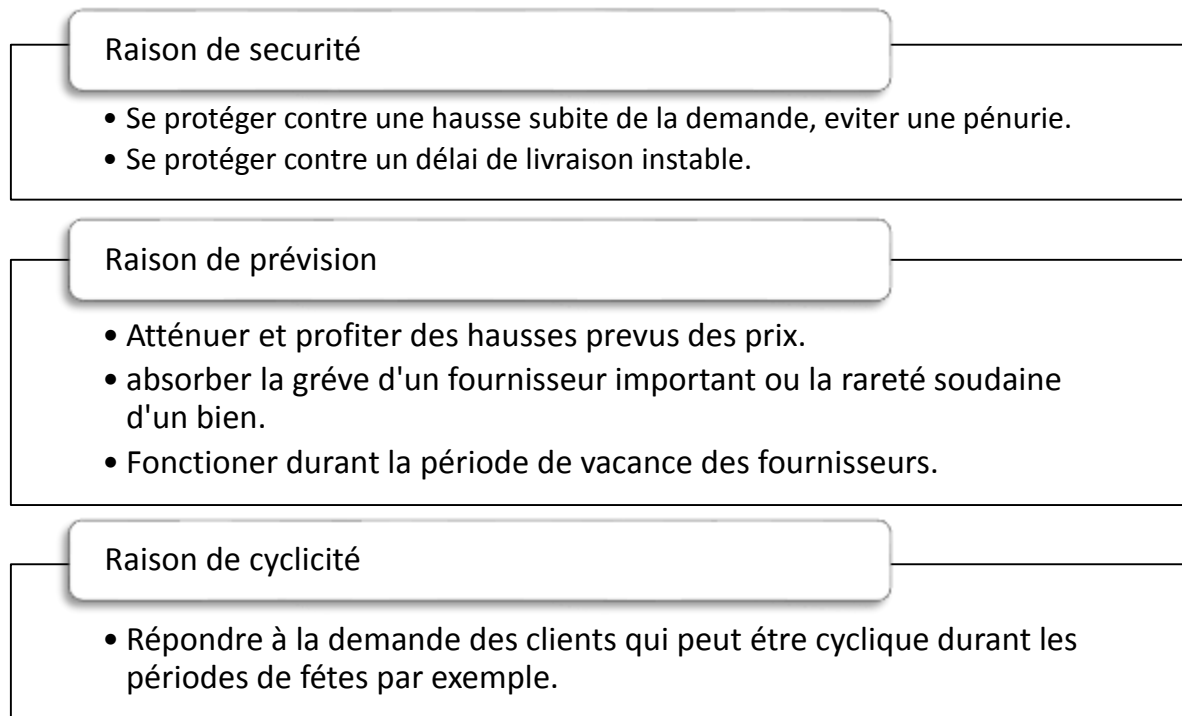 Raison de securité
• Se protéger contre une hausse subite de la demande, eviter une pénurie.
• Se protéger contre un délai de livraison instable.
Raison de prévision
• Atténuer et profiter des hausses prevus des prix.
• absorber la gréve d'un fournisseur important ou la rareté soudaine
d'un bien.
• Fonctioner durant la période de vacance des fournisseurs.
Raison de cyclicité
• Répondre à la demande des clients qui peut étre cyclique durant les
périodes de fétes par exemple.